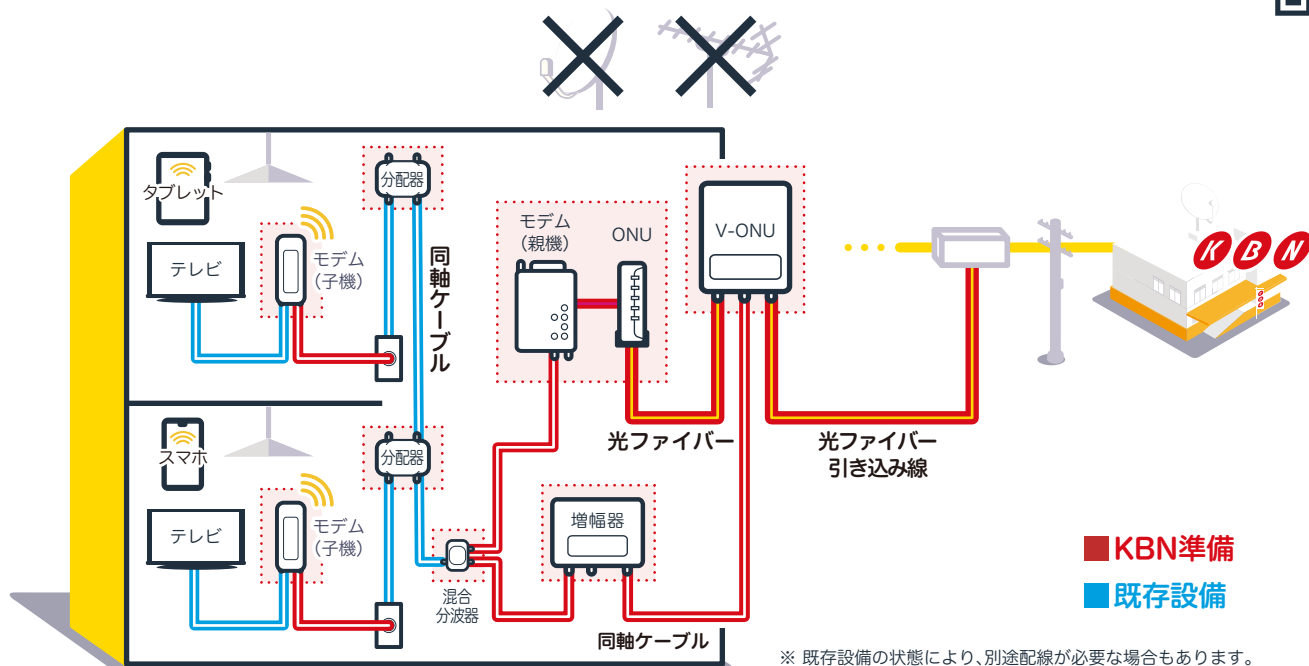 タブレット
分配器
テレビ
モデム
(子機)
同軸ケーブル
モデム
(親機)
ONU
V-ONU
KBN
光ファイバー
光ファイバー
引き込み線
スマホ
分配器
テレビ
モデム
(子機)
増幅器
混合
分波器
同軸ケーブル
KBN準備
既存設備
※ 既存設備の状態により、別途配線が必要な場合もあります。